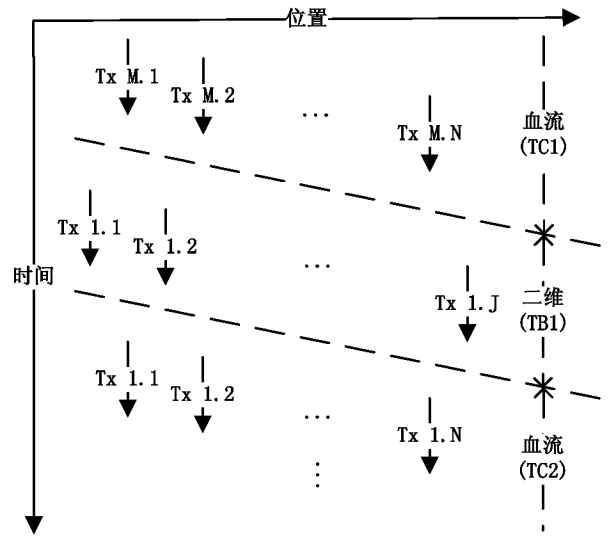 位置
Tx M.1
Tx M.2
...
Tx M.N
血流
(TC1)
Tx 1.1
Tx 1.2
...
时间
Tx 1.J
二维
(TB1)
Tx 1.1
Tx 1.2
...
Tx 1.N
血流
(TC2)